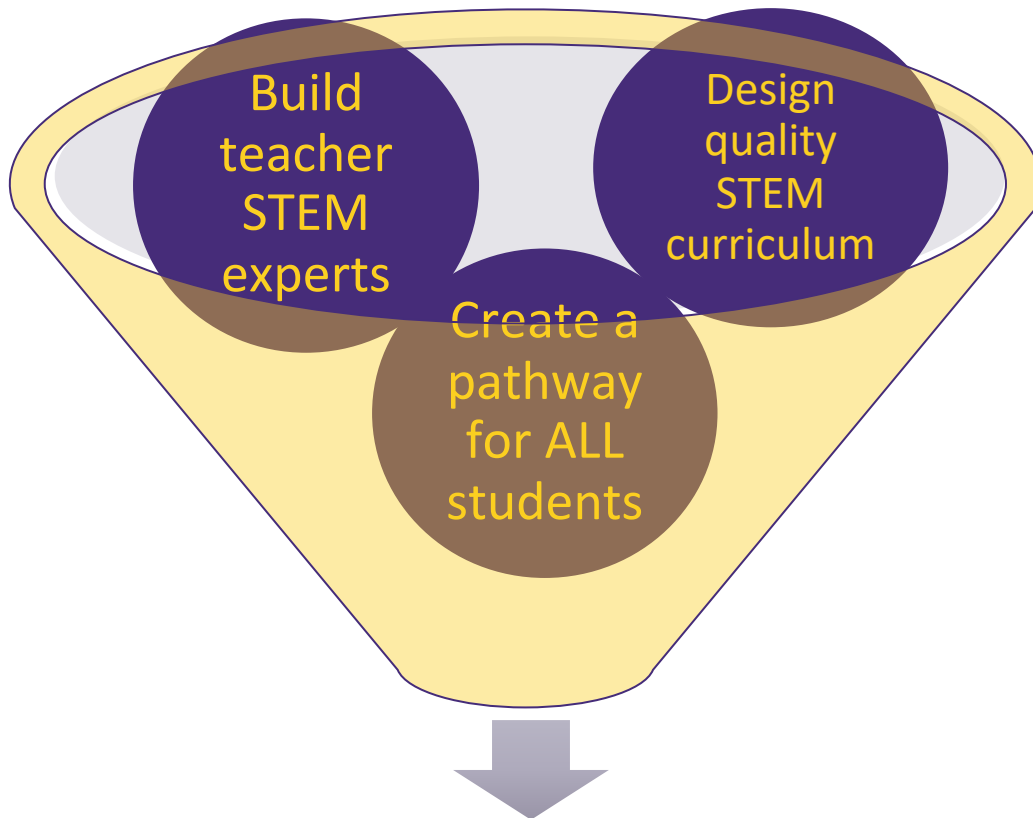 Build
teacher
STEM
experts
Design
quality
STEM
curriculum
Create a
pathway
for ALL
students